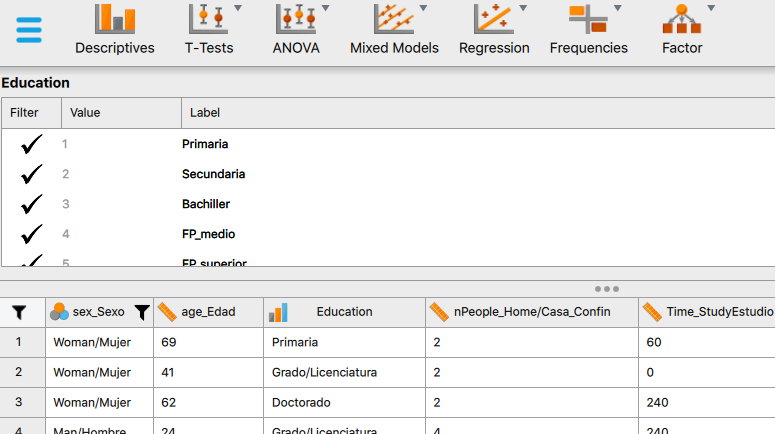 Descriptives T-Tests ANOVA Mixed Models Regression Frequencies Factor
Education
Filter Value Label
1 Primaria
2 Secundaria
3 Bachiller
4 FP_medio
5 FP_superior
sex_Sexo age_Edad Education nPeople_Home/Casa_Confin Time_StudyEstudio
1 Woman/Mujer 69 Primaria 2 60
2 Woman/Mujer 41 Grado/Licenciatura 2 0
3 Woman/Mujer 62 Doctorado 2 240
4 Man/Hombre 24 Grado/Licenciatura 4 240